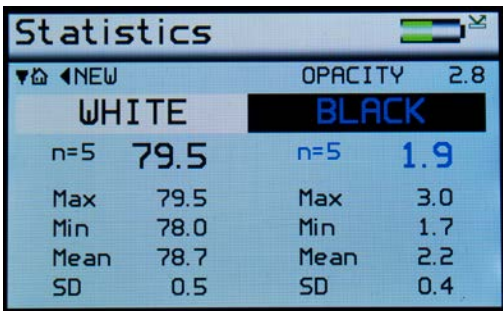 Statistics
NEW OPACITY 2.8
WHITE BLACK
n=5 79.5 n=5 1.9
Max 79.5 Max 3.0
Min 78.0 Min 1.7
Mean 78.7 Mean 2.2
SD 0.5 SD 0.4